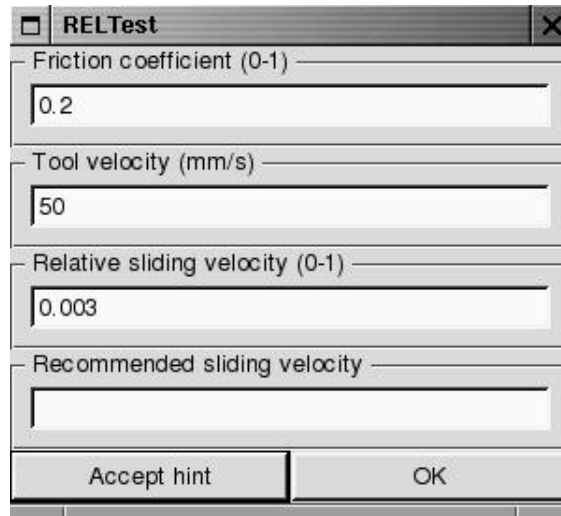 RELTest
Friction coefficient (0-1)
0.2
Tool velocity (mm/s)
50
Relative sliding velocity (0-1)
0.003
Recommended sliding velocity
Accept hint
OK